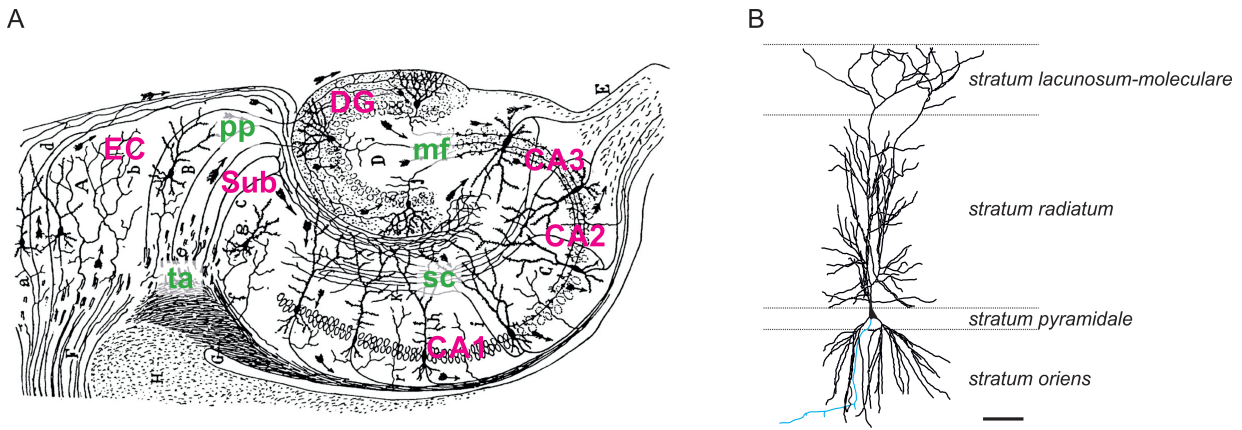 A
B
DG
E
pp
EC
d
b
A
B
J
D
mf
CA3
Sub
c
g
CA2
e
a
ta
sc
C
h
i
CA1
F
G
H
r
stratum lacunosum-moleculare
stratum radiatum
stratum pyramidale
stratum oriens